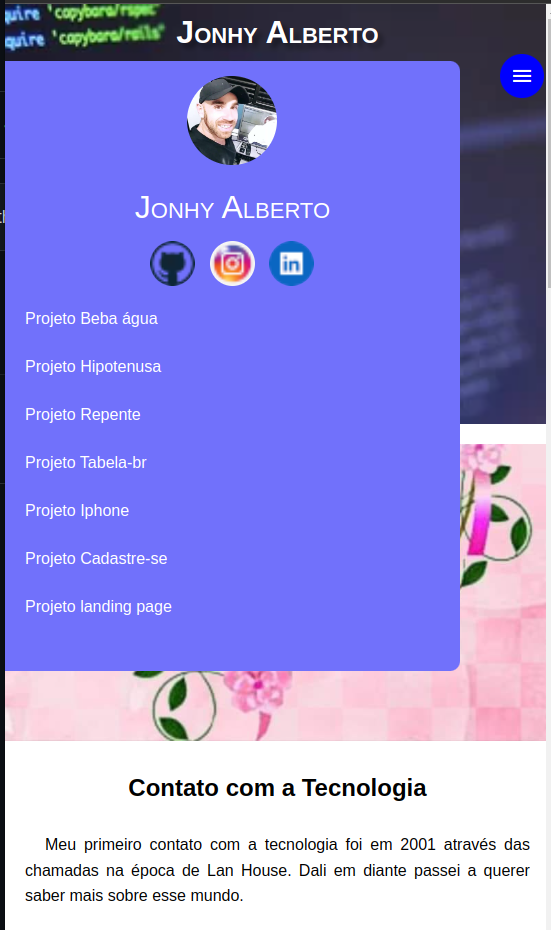 quire 'capybara/rspec'
quire 'capybara/rails'
Jonhy Alberto
Jonhy Alberto
in
Projeto Beba água
Projeto Hipotenusa
Projeto Repente
Projeto Tabela-br
Projeto Iphone
Projeto Cadastre-se
Projeto landing page
Contato com a Tecnologia
Meu primeiro contato com a tecnologia foi em 2001 através das
chamadas na época de Lan House. Dali em diante passei a querer
saber mais sobre esse mundo.